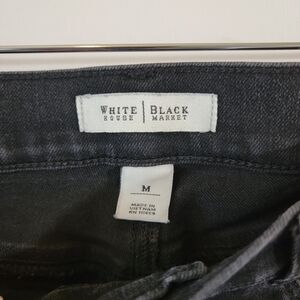 WHITE | BLACK
HOUSE | MARKET
M
MADE IN
VIETNAM